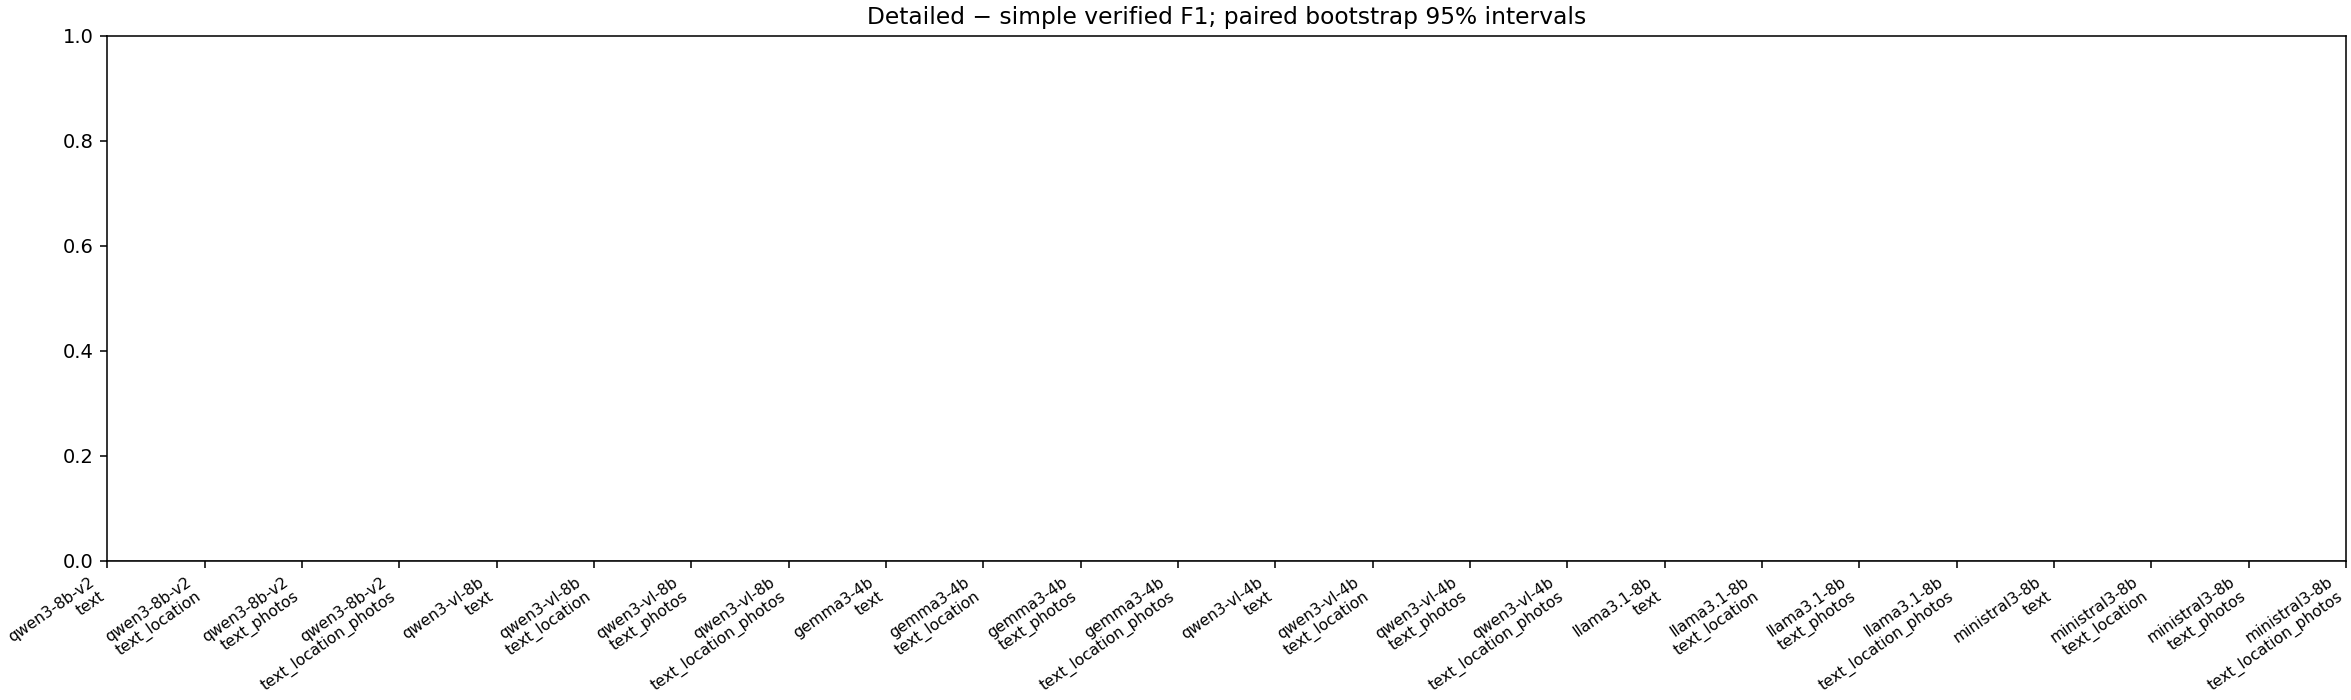 Detailed − simple verified F1; paired bootstrap 95% intervals
1.0
0.8
0.6
0.4
0.2
0.0
qwen3-8b-v2
text
qwen3-8b-v2
text_location
qwen3-8b-v2
text_photos
qwen3-8b-v2
text_location_photos
qwen3-vl-8b
text
qwen3-vl-8b
text_location
qwen3-vl-8b
text_photos
qwen3-vl-8b
text_location_photos
gemma3-4b
text
gemma3-4b
text_location
gemma3-4b
text_photos
gemma3-4b
text_location_photos
qwen3-vl-4b
text
qwen3-vl-4b
text_location
qwen3-vl-4b
text_photos
qwen3-vl-4b
text_location_photos
llama3.1-8b
text
llama3.1-8b
text_location
llama3.1-8b
text_photos
llama3.1-8b
text_location_photos
ministral3-8b
text
ministral3-8b
text_location
ministral3-8b
text_photos
ministral3-8b
text_location_photos